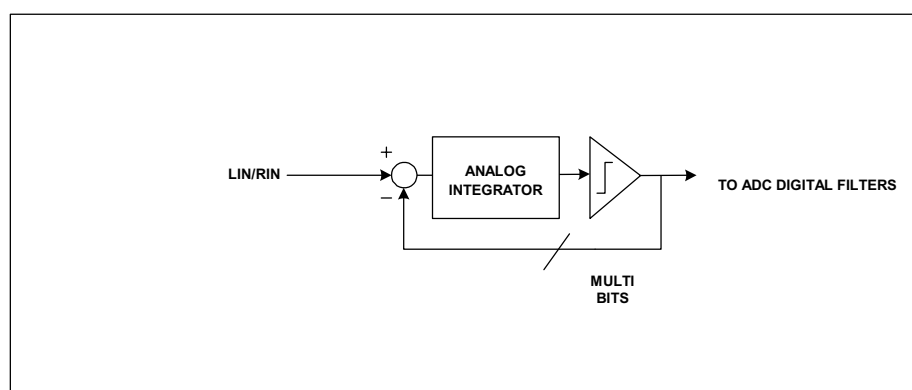 +
LIN/RIN
ANALOG
INTEGRATOR
TO ADC DIGITAL FILTERS
−
MULTI
BITS